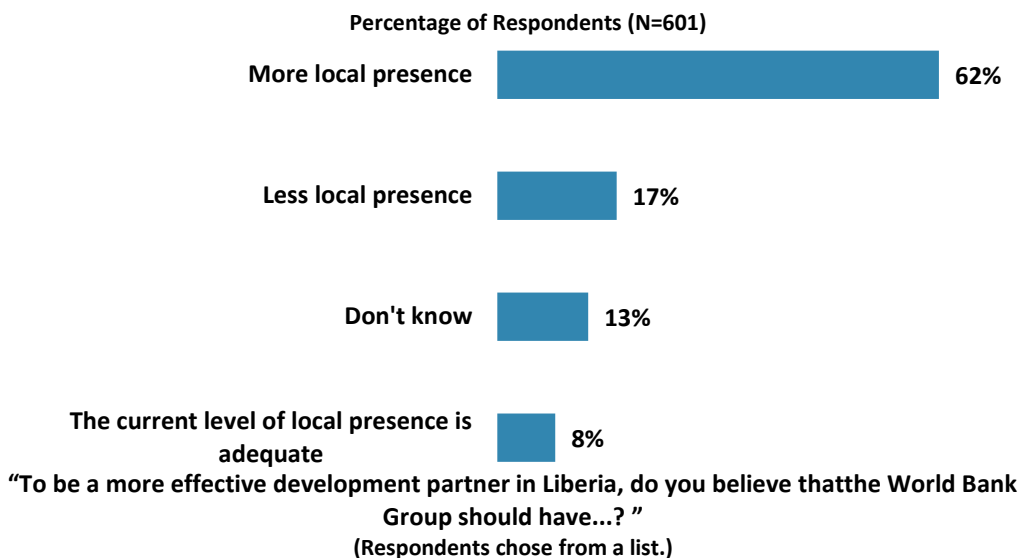 Percentage of Respondents (N=601)
More local presence
62%
Less local presence
17%
Don't know
13%
The current level of local presence is
adequate
8%
“To be a more effective development partner in Liberia, do you believe thatthe World Bank
Group should have...? ”
(Respondents chose from a list.)